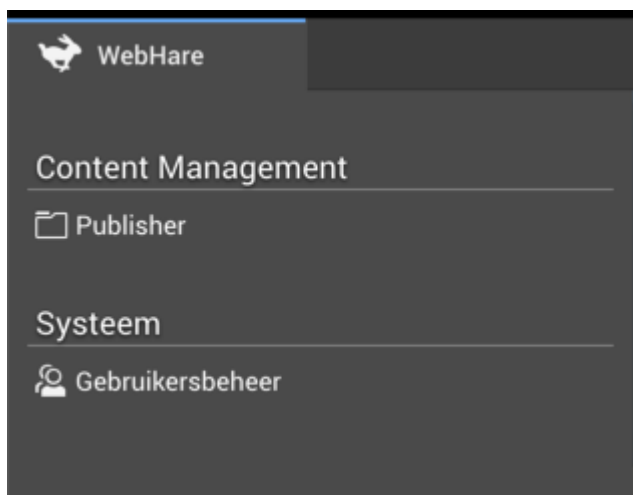 WebHare
Content Management
Publisher
Systeem
Gebruikersbeheer